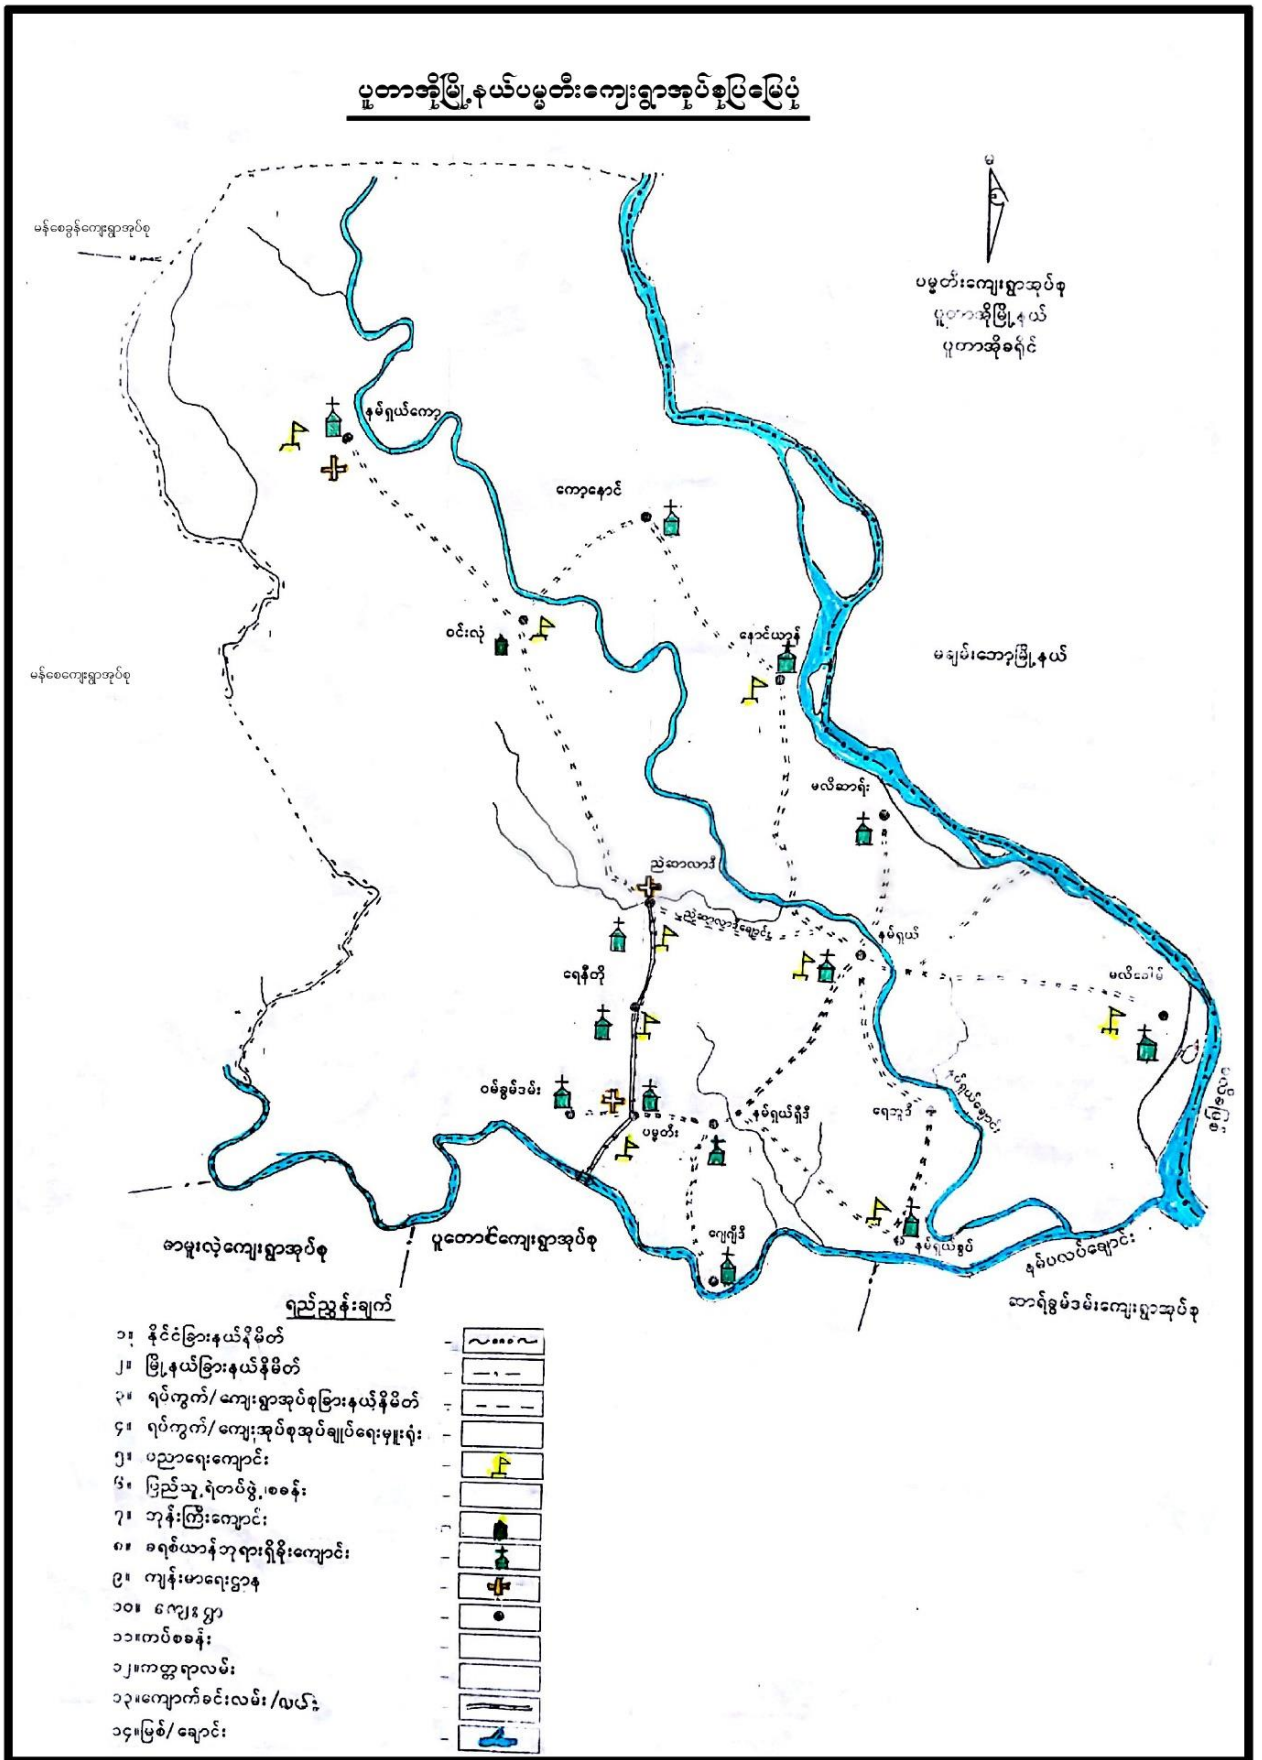 ပူတာအိုမြို့နယ်ပမ္မတီးကျေးရွာအုပ်စုပြမြေပုံ
မန်စေခွန်ကျေးရွာအုပ်စု
ပမ္မတီးကျေးရွာအုပ်စု
ပူတာအိုမြို့နယ်
ပူတာအိုခရိုင်
နမ်ရှယ်ကော့
ကော့နောင်
ဝင်းလုံ
နောင်ယာန်
မချမ်းဘော့မြို့နယ်
မန်စေကျေးရွာအုပ်စု
မလိဆာရ်း
ညဲဆာလာဒီ
ညဲဆာလာဒီချောင်း
နမ်ရှယ်
ရေနီတို
မလိခေါမ်
ဝမ်ခွမ်ဒမ်း
ပမ္မတီး
နမ်ရှယ်ရှီဒီ
ရေဘူဒီ
နမ်ရှယ်ချောင်း
ဂျေဂျီဒီ
နမ်ရှယ်စွပ်
နမ်ပလပ်ချောင်း
ဓာမူးလဲ့ကျေးရွာအုပ်စု
ပူတောင်ကျေးရွာအုပ်စု
ဆာရ်ခွမ်ဒမ်းကျေးရွာအုပ်စု
ရည်ညွှန်းချက်
၁။ နိုင်ငံခြားနယ်နိမိတ်
၂။ မြို့နယ်ခြားနယ်နိမိတ်
၃။ ရပ်ကွက်/ကျေးရွာအုပ်စုခြားနယ်နိမိတ်
၄။ ရပ်ကွက်/ကျေးအုပ်စုအုပ်ချုပ်ရေးမှူးရုံး
၅။ ပညာရေးကျောင်း
၆။ ပြည်သူ့ရဲတပ်ဖွဲ့စခန်း
၇။ ဘုန်းကြီးကျောင်း
၈။ ခရစ်ယာန်ဘုရားရှိခိုးကျောင်း
၉။ ကျန်းမာရေးဌာန
၁၀။ ကျေးရွာ
၁၁။ကပ်စခန်း
၁၂။ကတ္တရာလမ်း
၁၃။ကျောက်ခင်းလမ်း/လယ်
၁၄။မြစ်/ချောင်း